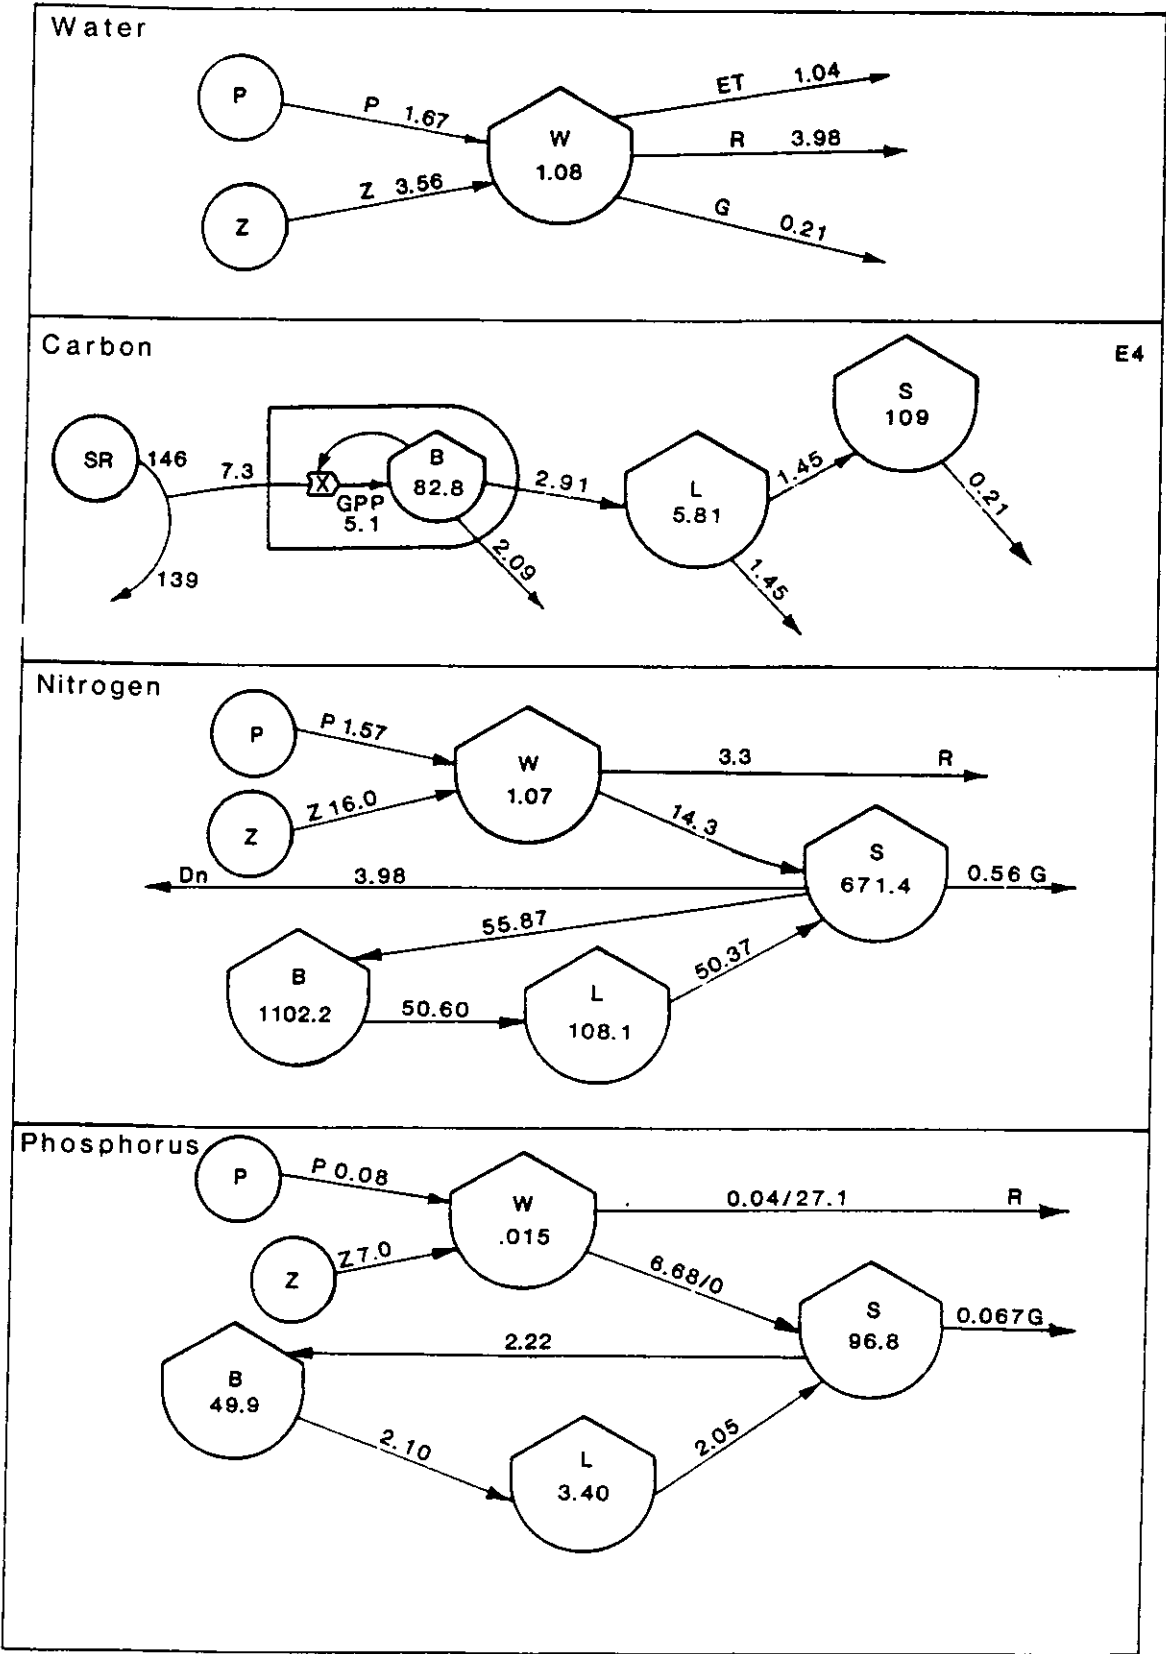 Water
P
P 1.67
Z
Z 3.56
W
1.08
ET 1.04
R 3.98
G 0.21
Carbon
E4
SR
146
7.3
139
X
GPP
5.1
B
82.8
2.09
2.91
L
5.81
1.45
1.45
S
109
0.21
Nitrogen
P
P 1.57
Z
Z 16.0
W
1.07
3.3 R
14.3
S
671.4
0.56 G
Dn 3.98
55.87
B
1102.2
50.60
L
108.1
50.37
Phosphorus
P
P 0.08
Z
Z 7.0
W
.015
0.04/27.1 R
6.68/0
S
96.8
0.067G
2.22
B
49.9
2.10
L
3.40
2.05